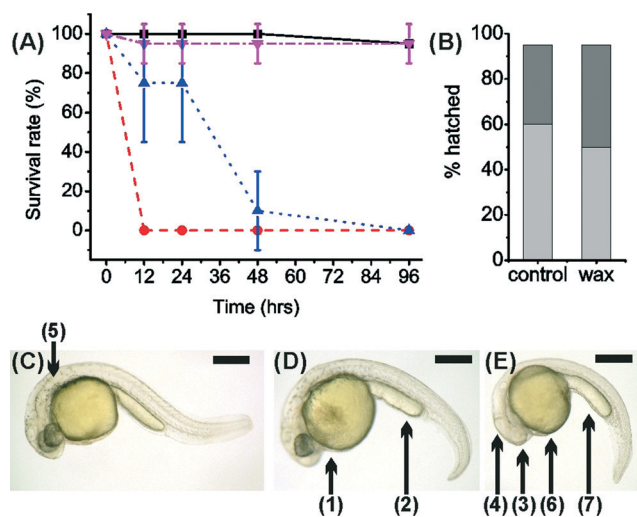 (A)
Survival rate (%)
100
80
60
40
20
0
0 12 24 36 48 60 72 84 96
Time (hrs)
(B)
% hatched
100
80
60
40
20
0
control wax
(5)
(C)
(D)
(E)
(1)
(2)
(4)
(3)
(6)
(7)